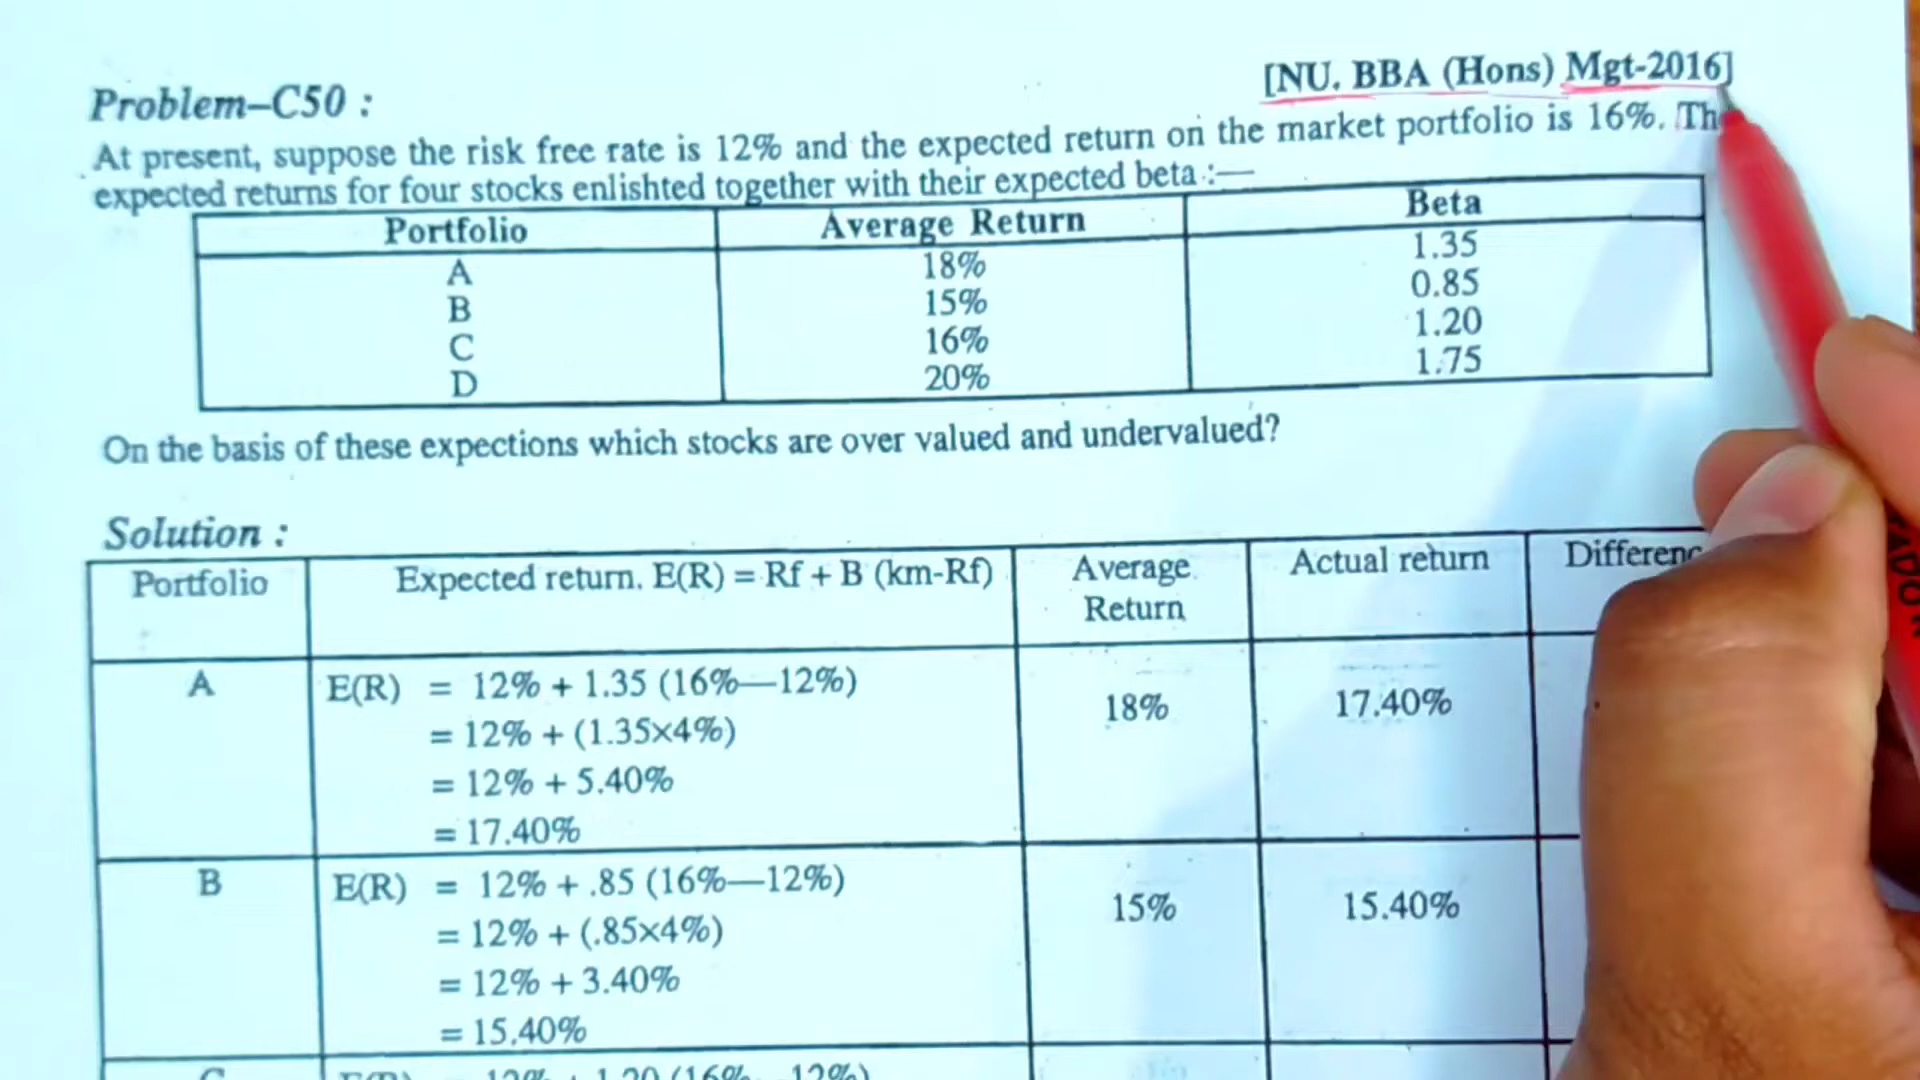 [NU. BBA (Hons) Mgt-2016]
Problem–C50 :
At present, suppose the risk free rate is 12% and the expected return on the market portfolio is 16%. Th
expected returns for four stocks enlishted together with their expected beta :—
Portfolio Average Return Beta
A 18% 1.35
B 15% 0.85
C 16% 1.20
D 20% 1.75
On the basis of these expections which stocks are over valued and undervalued?
Solution :
Portfolio Expected return. E(R) = Rf + B (km-Rf) Average Return Actual return Differenc
A E(R) = 12% + 1.35 (16%—12%) 18% 17.40%
= 12% + (1.35×4%)
= 12% + 5.40%
= 17.40%
B E(R) = 12% + .85 (16%—12%) 15% 15.40%
= 12% + (.85×4%)
= 12% + 3.40%
= 15.40%
C E(R) = 12% + 1.20 (16%—12%)